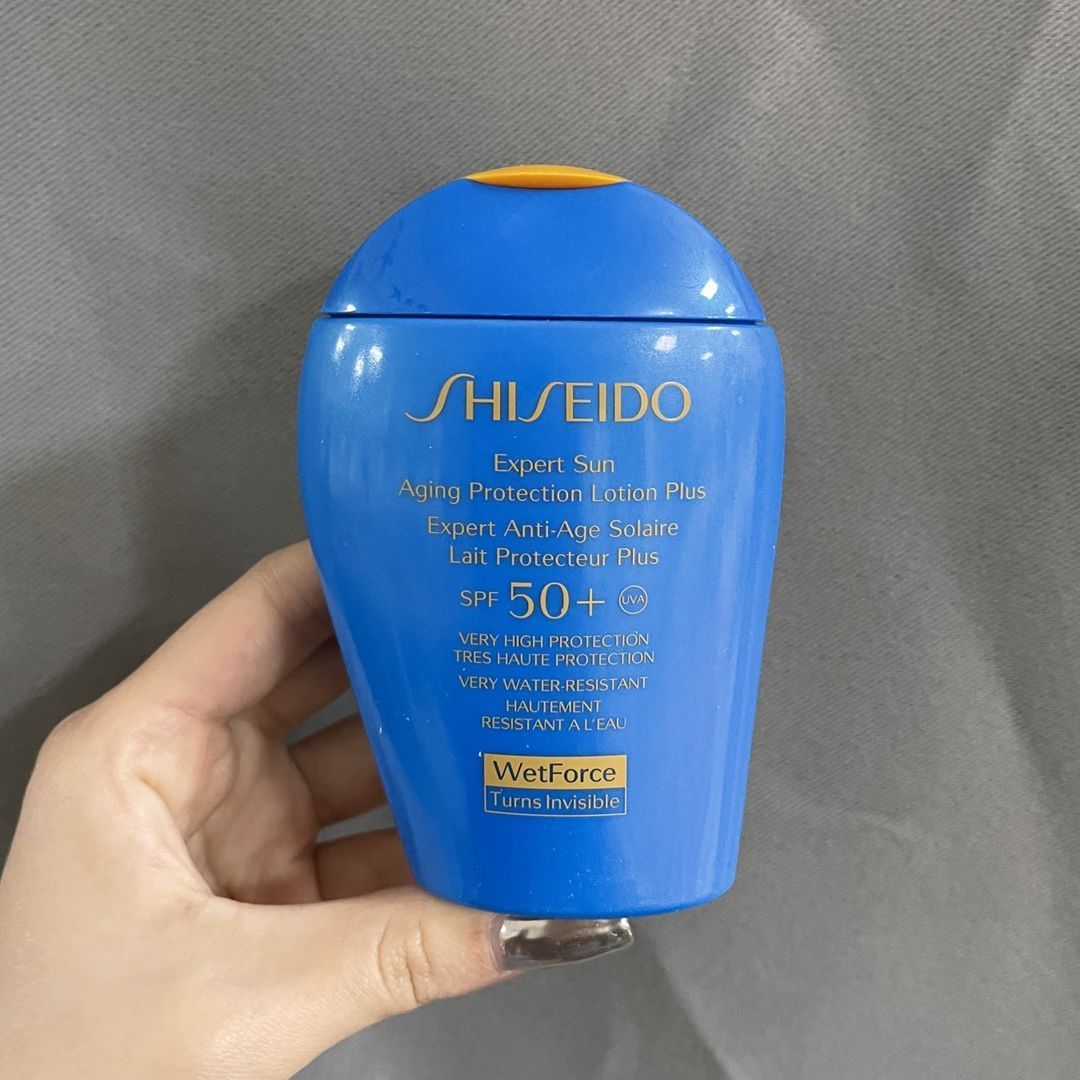 SHISEIDO
Expert Sun
Aging Protection Lotion Plus
Expert Anti-Age Solaire
Lait Protecteur Plus
SPF 50+ UVA
VERY HIGH PROTECTION
TRES HAUTE PROTECTION
VERY WATER-RESISTANT
HAUTEMENT
RESISTANT A L'EAU
WetForce
Turns Invisible